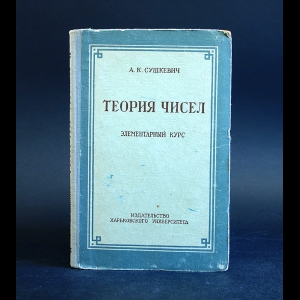 А. К. СУШКЕВИЧ
ТЕОРИЯ ЧИСЕЛ
ЭЛЕМЕНТАРНЫЙ КУРС
ИЗДАТЕЛЬСТВО
ХАРЬКОВСКОГО УНИВЕРСИТЕТА